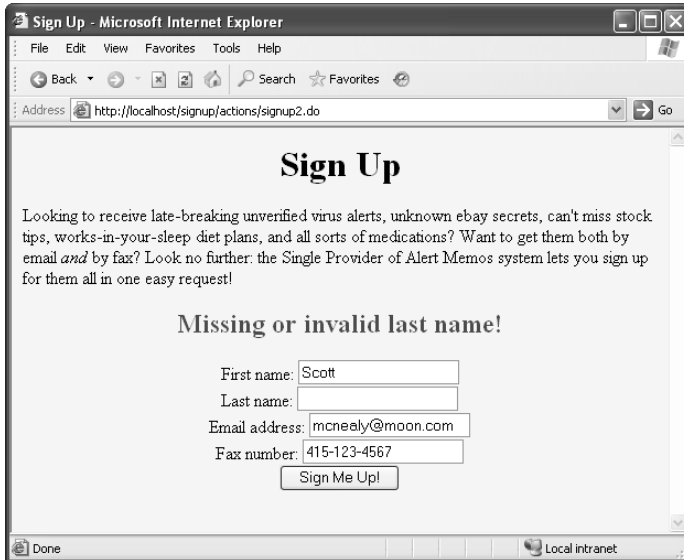 Sign Up - Microsoft Internet Explorer
File Edit View Favorites Tools Help
Back Search Favorites
Address http://localhost/signup/actions/signup2.do Go
Sign Up
Looking to receive late-breaking unverified virus alerts, unknown ebay secrets, can't miss stock
tips, works-in-your-sleep diet plans, and all sorts of medications? Want to get them both by
email and by fax? Look no further: the Single Provider of Alert Memos system lets you sign up
for them all in one easy request!
Missing or invalid last name!
First name: Scott
Last name:
Email address: mcnealy@moon.com
Fax number: 415-123-4567
Sign Me Up!
Done Local intranet